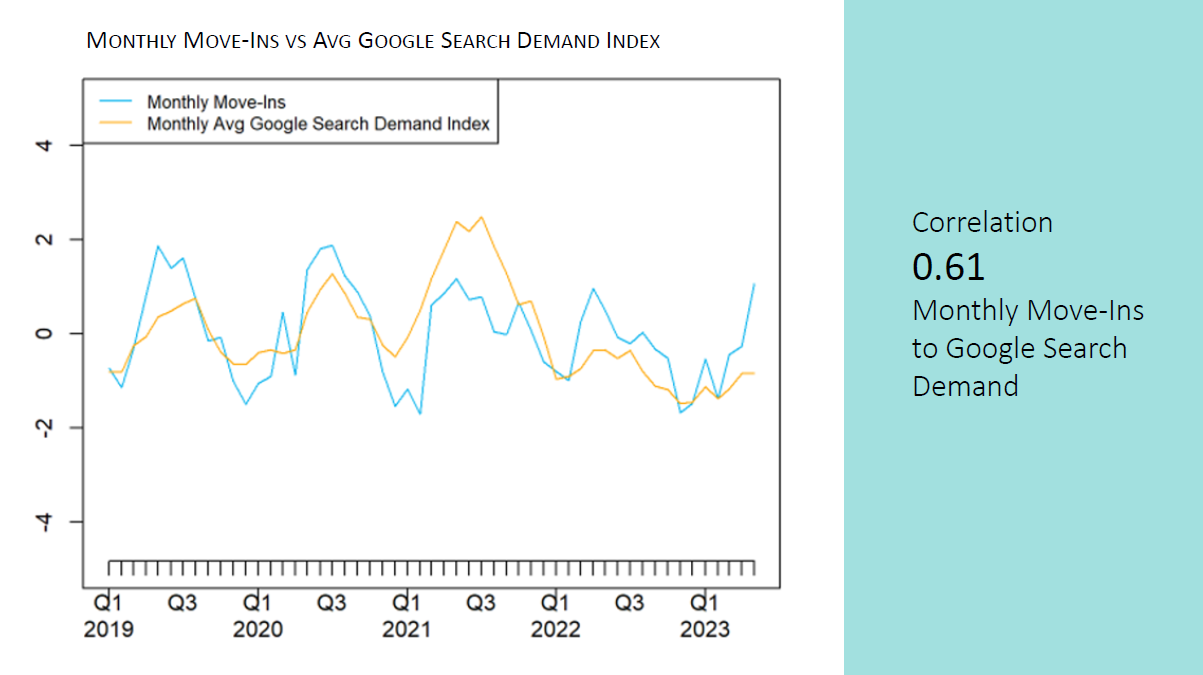 Monthly Move-Ins vs Avg Google Search Demand Index
Monthly Move-Ins
Monthly Avg Google Search Demand Index
4
2
0
-2
-4
Q1 Q3 Q1 Q3 Q1 Q3 Q1 Q3 Q1
2019 2020 2021 2022 2023
Correlation
0.61
Monthly Move-Ins
to Google Search
Demand